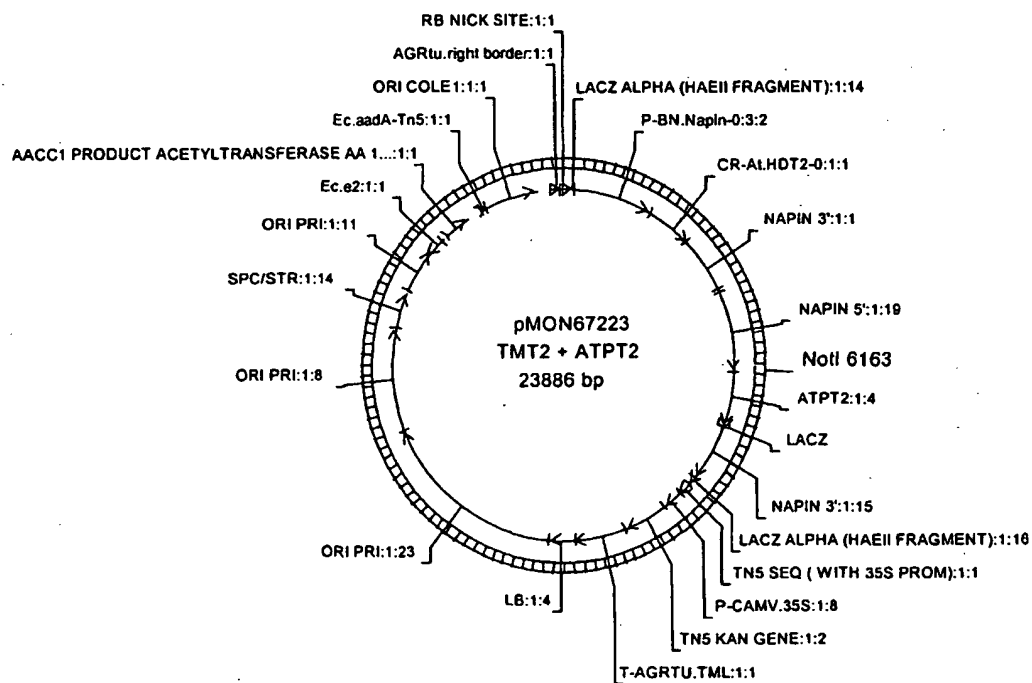 RB NICK SITE:1:1
AGRtu.right border:1:1
ORI COLE1:1:1
LACZ ALPHA (HAEII FRAGMENT):1:14
Ec.aadA-Tn5:1:1
P-BN.Napin-0:3:2
AACC1 PRODUCT ACETYLTRANSFERASE AA 1...:1:1
CR-At.HDT2-0:1:1
Ec.e2:1:1
NAPIN 3':1:1
ORI PRI:1:11
SPC/STR:1:14
NAPIN 5':1:19
pMON67223
TMT2 + ATPT2
23886 bp
NotI 6163
ORI PRI:1:8
ATPT2:1:4
LACZ
NAPIN 3':1:15
LACZ ALPHA (HAEII FRAGMENT):1:16
ORI PRI:1:23
TN5 SEQ ( WITH 35S PROM):1:1
LB:1:4
P-CAMV.35S:1:8
TN5 KAN GENE:1:2
T-AGRTU.TML:1:1